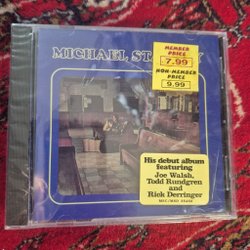 MICHAEL STA
MEMBER
PRICE
7.99
NON-MEMBER
PRICE
9.99
His debut album
featuring
Joe Walsh,
Todd Rundgren
and
Rick Derringer